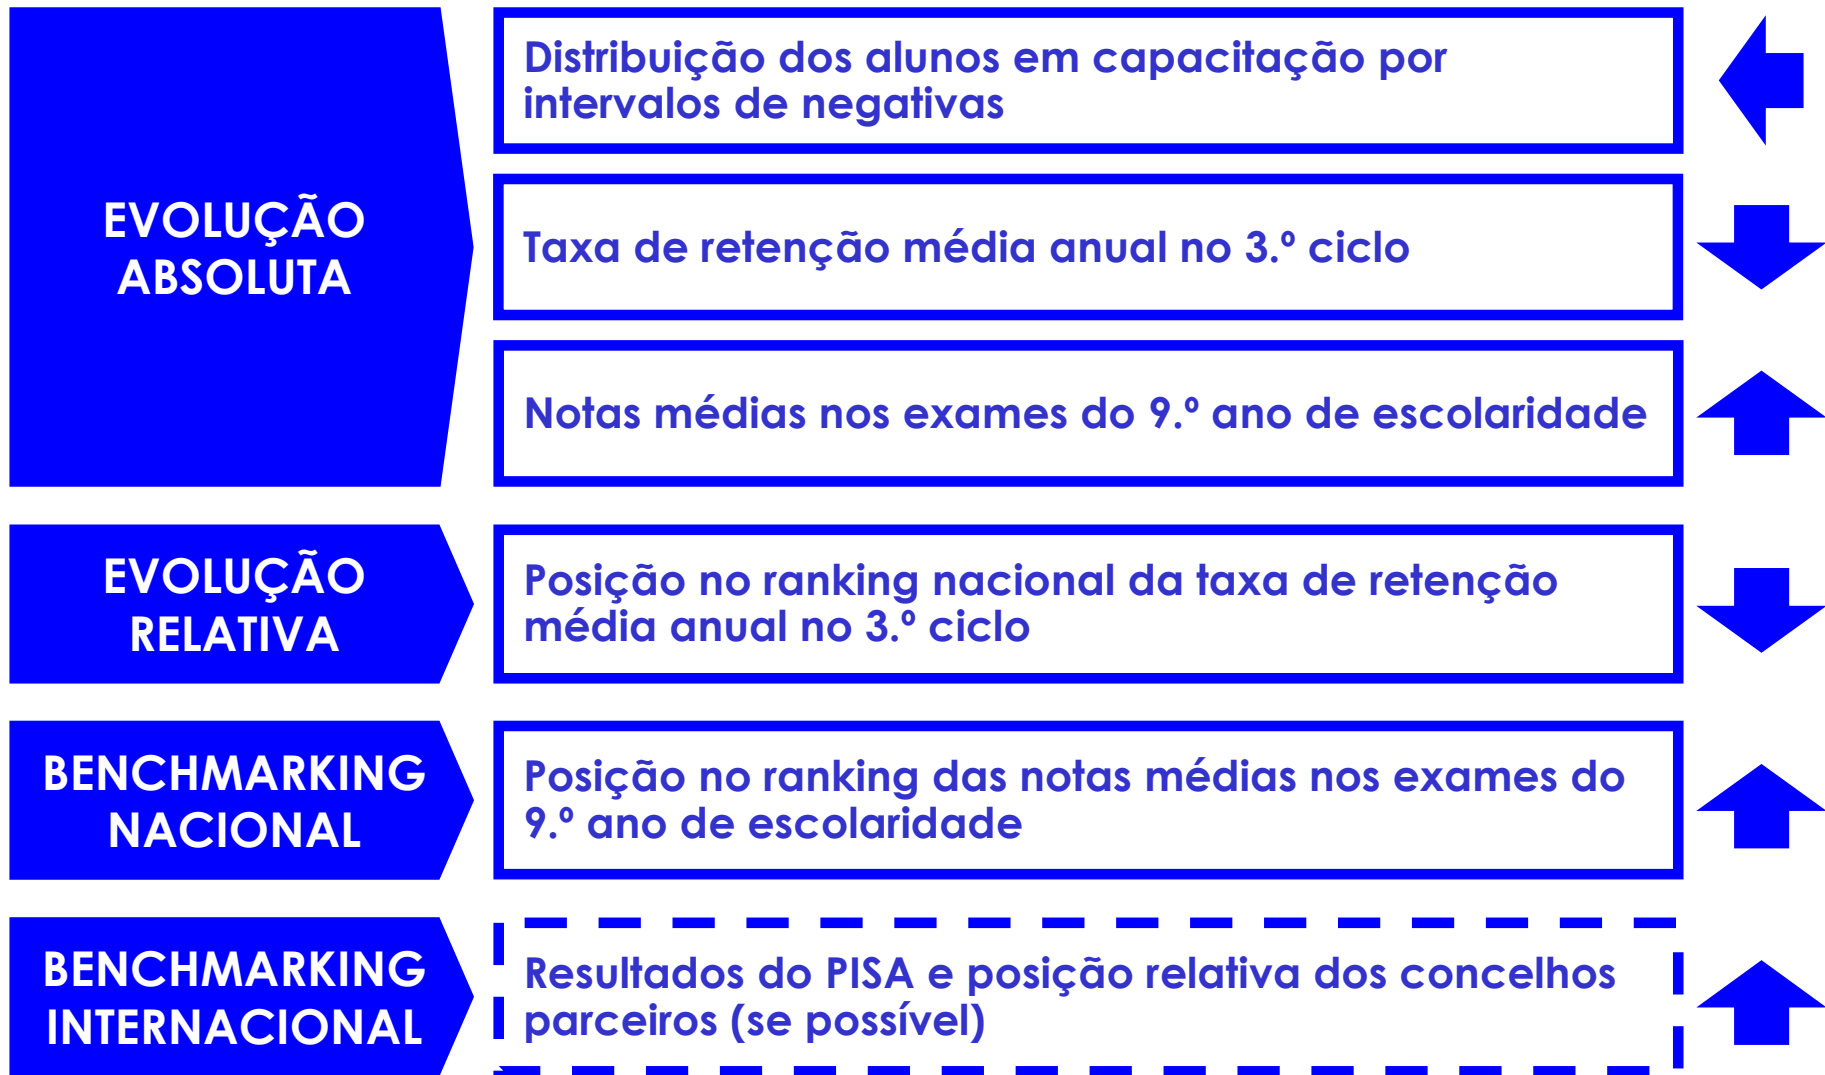 EVOLUÇÃO
ABSOLUTA
Distribuição dos alunos em capacitação por
intervalos de negativas
Taxa de retenção média anual no 3.º ciclo
Notas médias nos exames do 9.º ano de escolaridade
EVOLUÇÃO
RELATIVA
Posição no ranking nacional da taxa de retenção
média anual no 3.º ciclo
BENCHMARKING
NACIONAL
Posição no ranking das notas médias nos exames do
9.º ano de escolaridade
BENCHMARKING
INTERNACIONAL
Resultados do PISA e posição relativa dos concelhos
parceiros (se possível)